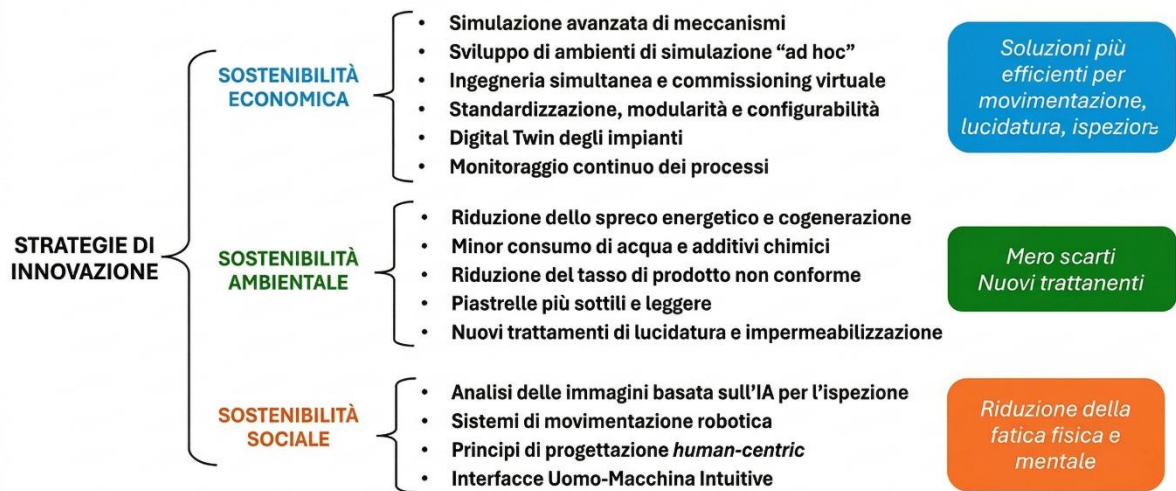 STRATEGIE DI
INNOVAZIONE
SOSTENIBILITÀ
ECONOMICA
• Simulazione avanzata di meccanismi
• Sviluppo di ambienti di simulazione “ad hoc”
• Ingegneria simultanea e commissioning virtuale
• Standardizzazione, modularità e configurabilità
• Digital Twin degli impianti
• Monitoraggio continuo dei processi
Soluzioni più
efficienti per
movimentazione,
lucidatura, ispezione
SOSTENIBILITÀ
AMBIENTALE
• Riduzione dello spreco energetico e cogenerazione
• Minor consumo di acqua e additivi chimici
• Riduzione del tasso di prodotto non conforme
• Piastrelle più sottili e leggere
• Nuovi trattamenti di lucidatura e impermeabilizzazione
Mero scarti
Nuovi trattanenti
SOSTENIBILITÀ
SOCIALE
• Analisi delle immagini basata sull’IA per l’ispezione
• Sistemi di movimentazione robotica
• Principi di progettazione human-centric
• Interfacce Uomo-Macchina Intuitive
Riduzione della
fatica fisica e
mentale